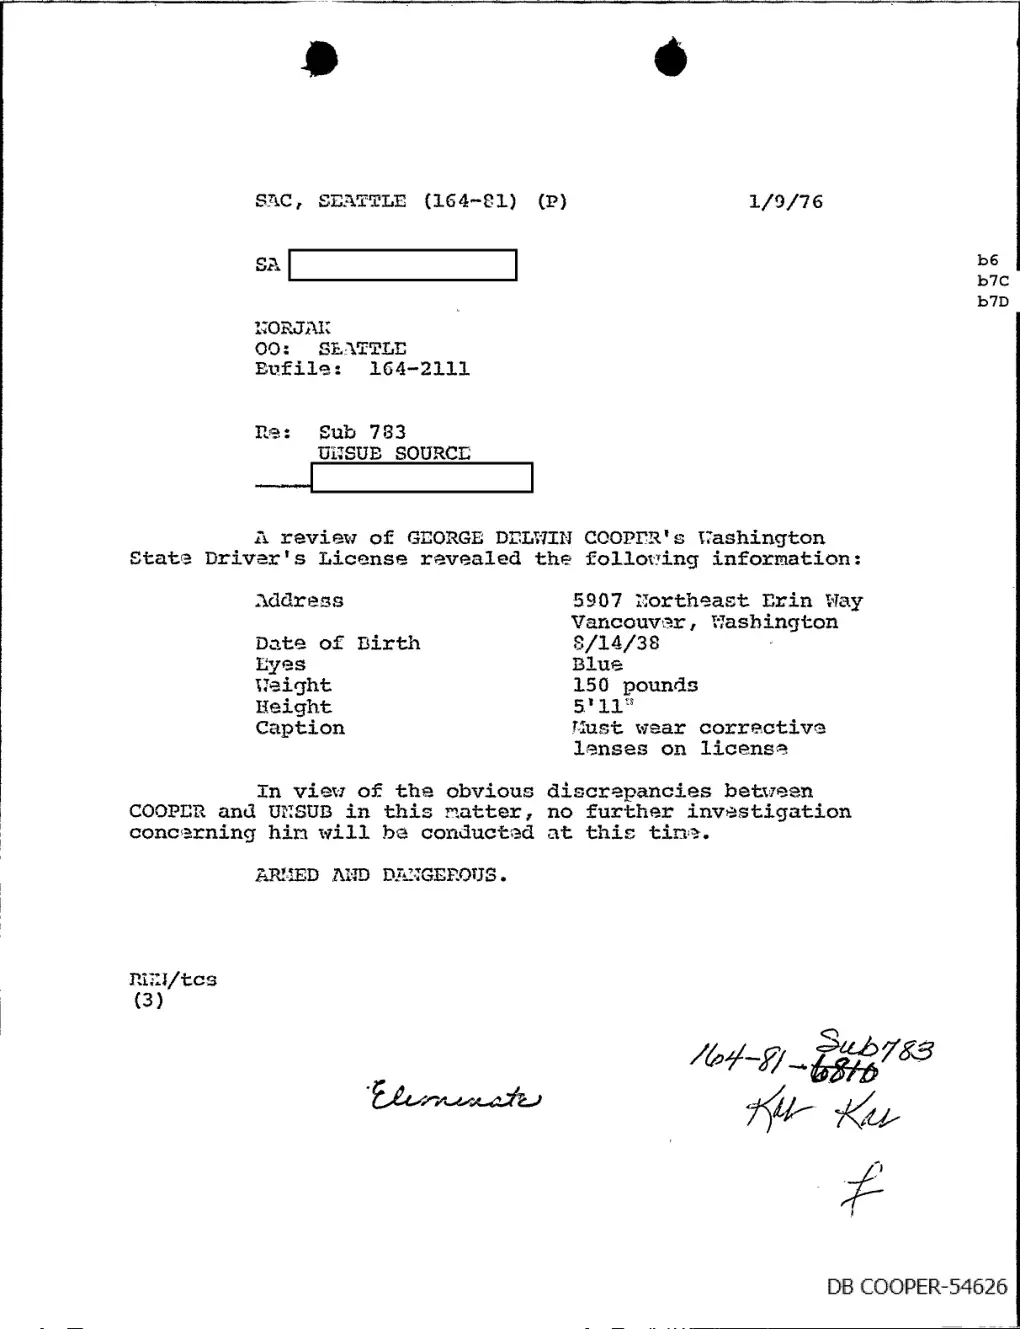 SAC, SEATTLE (164-81) (P) 1/9/76
SA
b6
b7C
b7D
NORJAK
OO: SEATTLE
Bufile: 164-2111
Re: Sub 783
UNSUB SOURCE
A review of GEORGE DELWIN COOPER's Washington
State Driver's License revealed the following information:
Address 5907 Northeast Erin Way
Vancouver, Washington
Date of Birth 8/14/38
Eyes Blue
Weight 150 pounds
Height 5'11"
Caption Must wear corrective
lenses on license
In view of the obvious discrepancies between
COOPER and UNSUB in this matter, no further investigation
concerning him will be conducted at this time.
ARMED AND DANGEROUS.
/tcs
(3)
Sub 783
164-81-6810
Eliminate
DB COOPER-54626